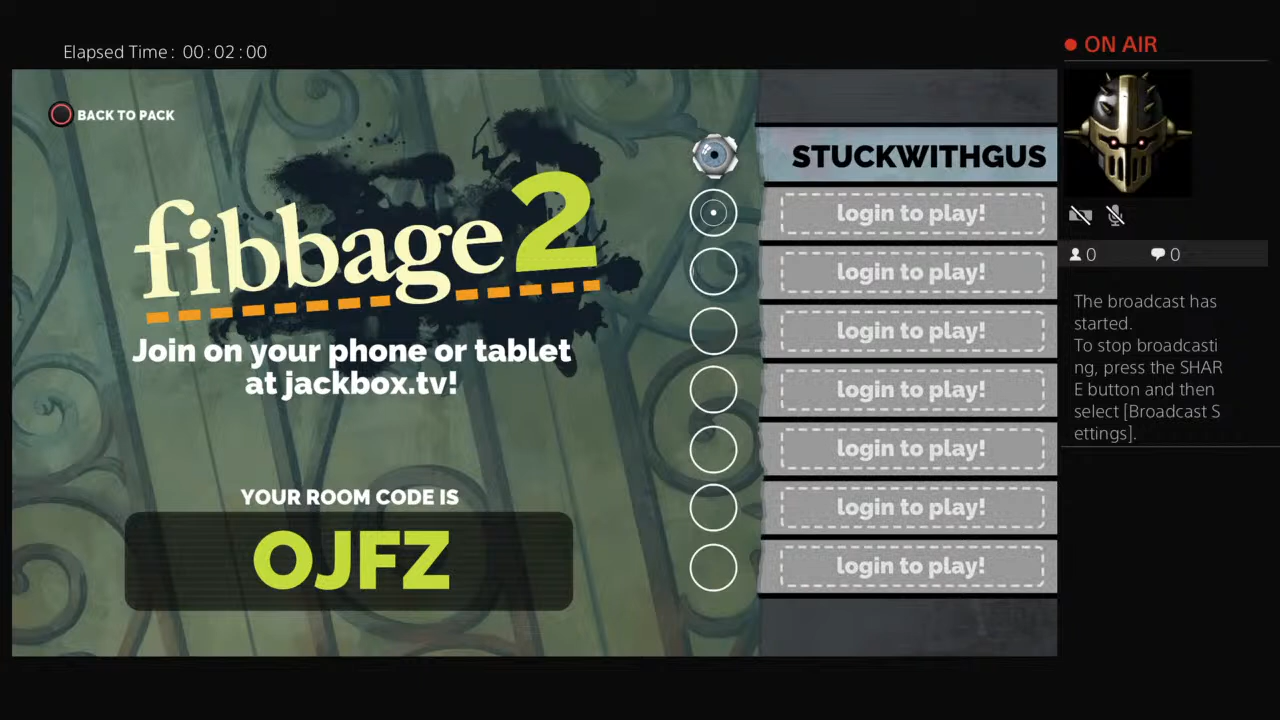 Elapsed Time: 00:02:00
ON AIR
BACK TO PACK
fibbage 2
Join on your phone or tablet
at jackbox.tv!
YOUR ROOM CODE IS
OJFZ
STUCKWITHGUS
login to play!
login to play!
login to play!
login to play!
login to play!
login to play!
login to play!
0
0
The broadcast has
started.
To stop broadcasti
ng, press the SHAR
E button and then
select [Broadcast S
ettings].